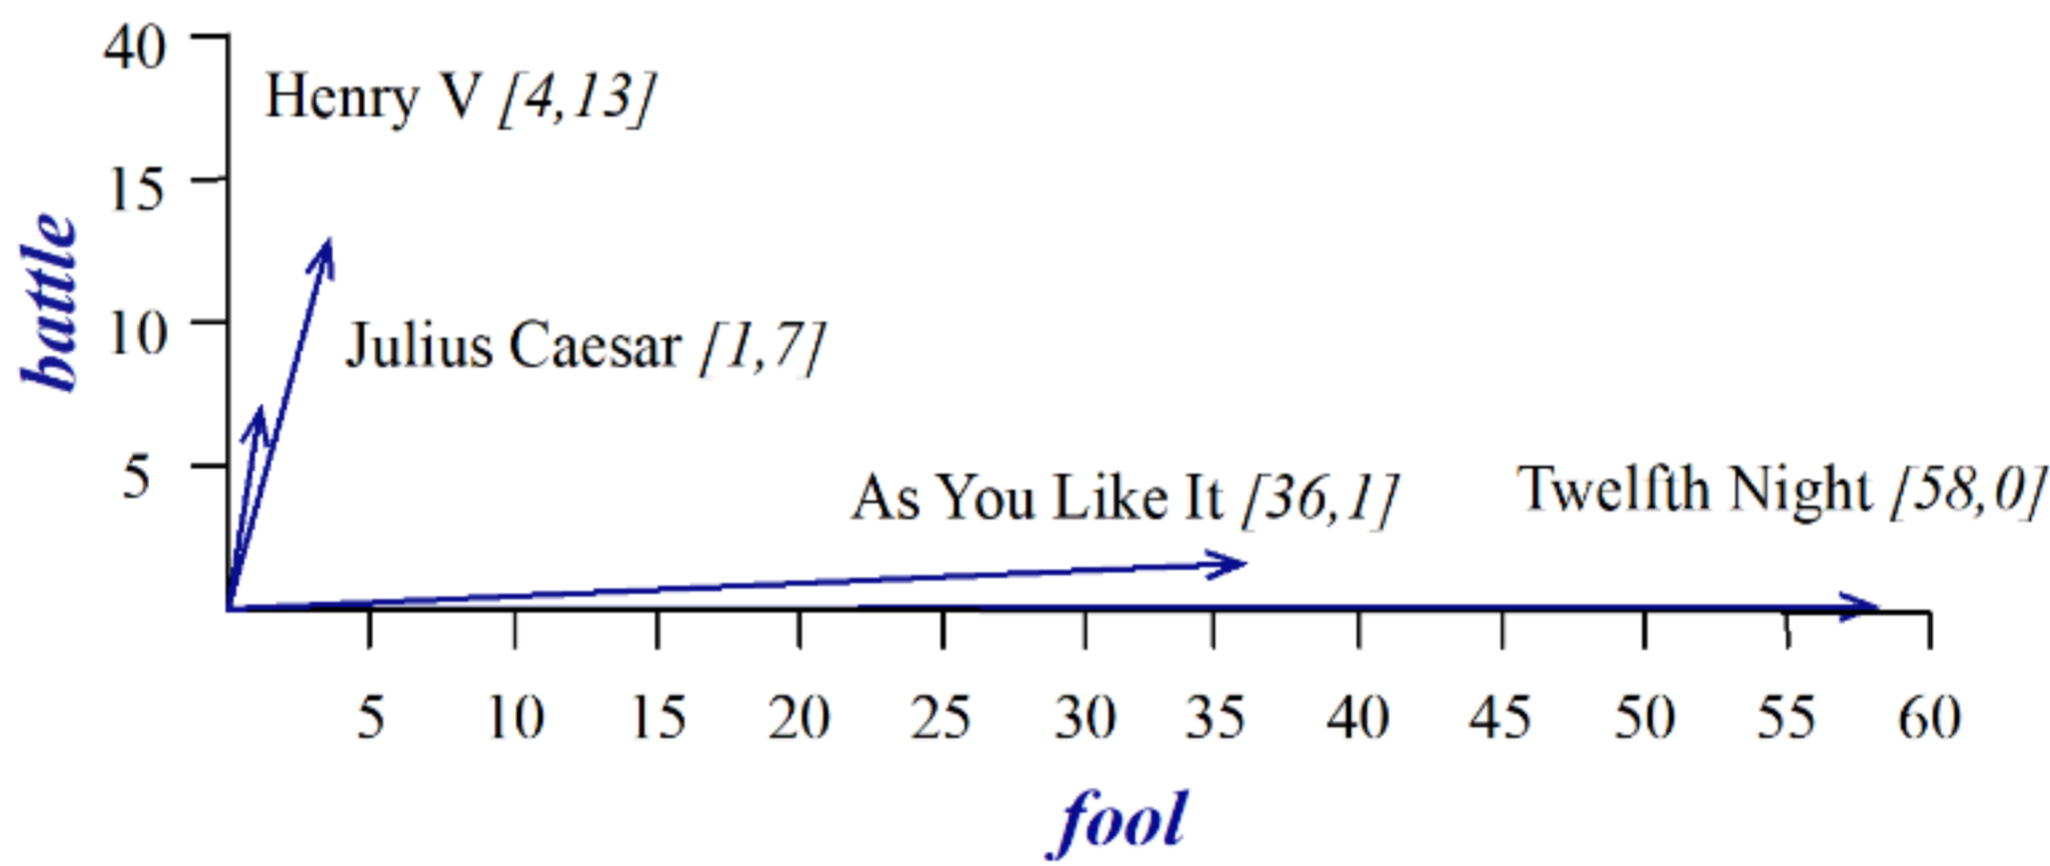 40
Henry V [4,13]
15
battle
10
Julius Caesar [1,7]
5
As You Like It [36,1]
Twelfth Night [58,0]
5 10 15 20 25 30 35 40 45 50 55 60
fool